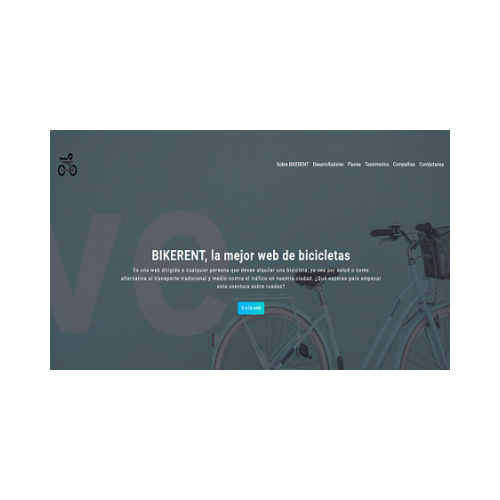 Sobre BIKERENT Desarrolladores Planes Testimonios Compañias Contáctanos
VC
BIKERENT, la mejor web de bicicletas
Es una web dirigida a cualquier persona que desee alquilar una bicicleta, ya sea por salud o como
alternativa al transporte tradicional y medio contra el tráfico en nuestra ciudad. ¿Qué esperas para empezar
esta aventura sobre ruedas?
Ir a la web